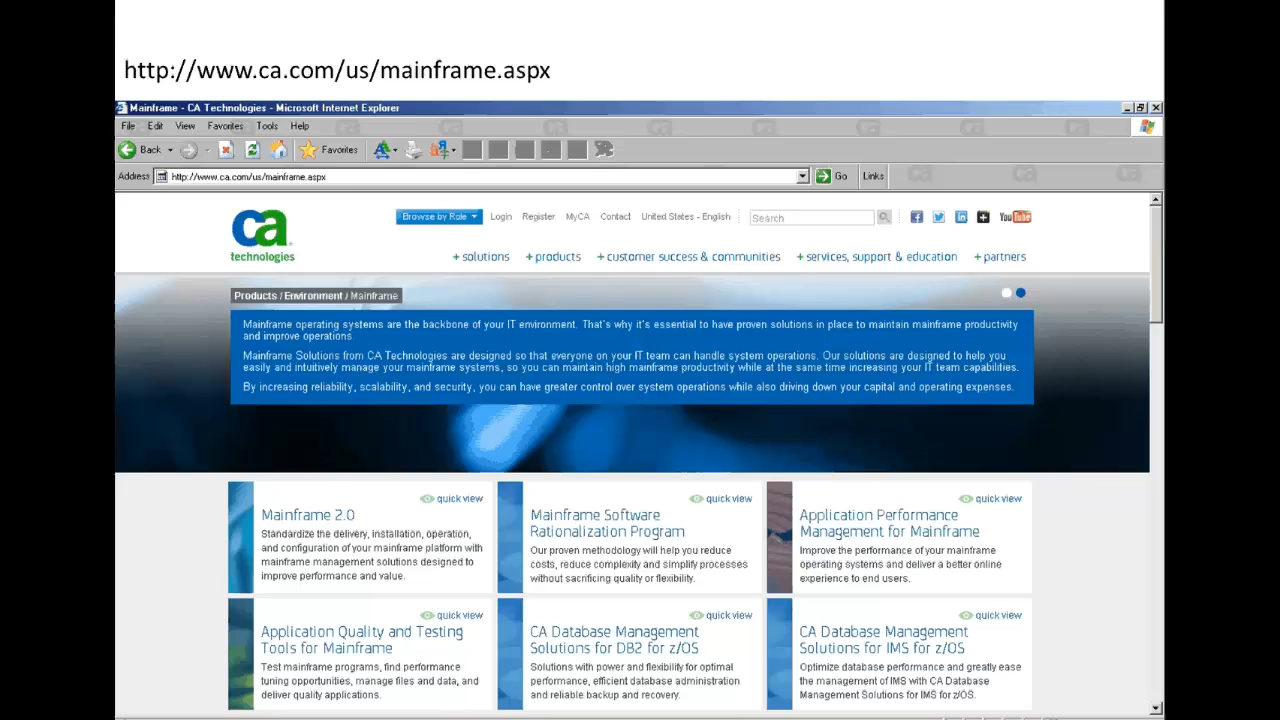 http://www.ca.com/us/mainframe.aspx
Mainframe - CA Technologies - Microsoft Internet Explorer
File Edit View Favorites Tools Help
Back Favorites
Address http://www.ca.com/us/mainframe.aspx Go Links
ca
technologies
Browse by Role Login Register MyCA Contact United States - English Search You Tube
+ solutions + products + customer success & communities + services, support & education + partners
Products / Environment / Mainframe
Mainframe operating systems are the backbone of your IT environment. That's why it's essential to have proven solutions in place to maintain mainframe productivity
and improve operations.
Mainframe Solutions from CA Technologies are designed so that everyone on your IT team can handle system operations. Our solutions are designed to help you
easily and intuitively manage your mainframe systems, so you can maintain high mainframe productivity while at the same time increasing your IT team capabilities.
By increasing reliability, scalability, and security, you can have greater control over system operations while also driving down your capital and operating expenses.
quick view
Mainframe 2.0
Standardize the delivery, installation, operation,
and configuration of your mainframe platform with
mainframe management solutions designed to
improve performance and value.
quick view
Mainframe Software
Rationalization Program
Our proven methodology will help you reduce
costs, reduce complexity and simplify processes
without sacrificing quality or flexibility.
quick view
Application Performance
Management for Mainframe
Improve the performance of your mainframe
operating systems and deliver a better online
experience to end users.
quick view
Application Quality and Testing
Tools for Mainframe
Test mainframe programs, find performance
tuning opportunities, manage files and data, and
deliver quality applications.
quick view
CA Database Management
Solutions for DB2 for z/OS
Solutions with power and flexibility for optimal
performance, efficient database administration
and reliable backup and recovery.
quick view
CA Database Management
Solutions for IMS for z/OS
Optimize database performance and greatly ease
the management of IMS with CA Database
Management Solutions for IMS for z/OS.